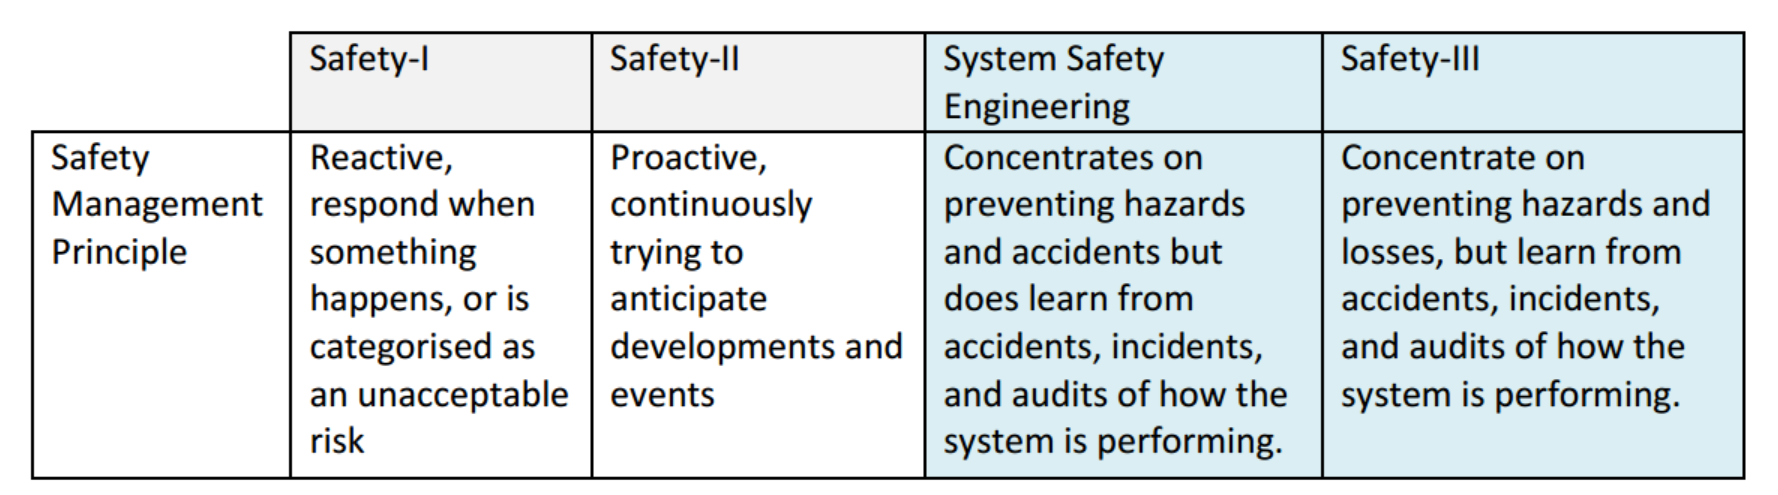 Safety-I
Safety-II
System Safety
Engineering
Safety-III
Safety
Management
Principle
Reactive,
respond when
something
happens, or is
categorised as
an unacceptable
risk
Proactive,
continuously
trying to
anticipate
developments and
events
Concentrates on
preventing hazards
and accidents but
does learn from
accidents, incidents,
and audits of how the
system is performing.
Concentrate on
preventing hazards and
losses, but learn from
accidents, incidents,
and audits of how the
system is performing.